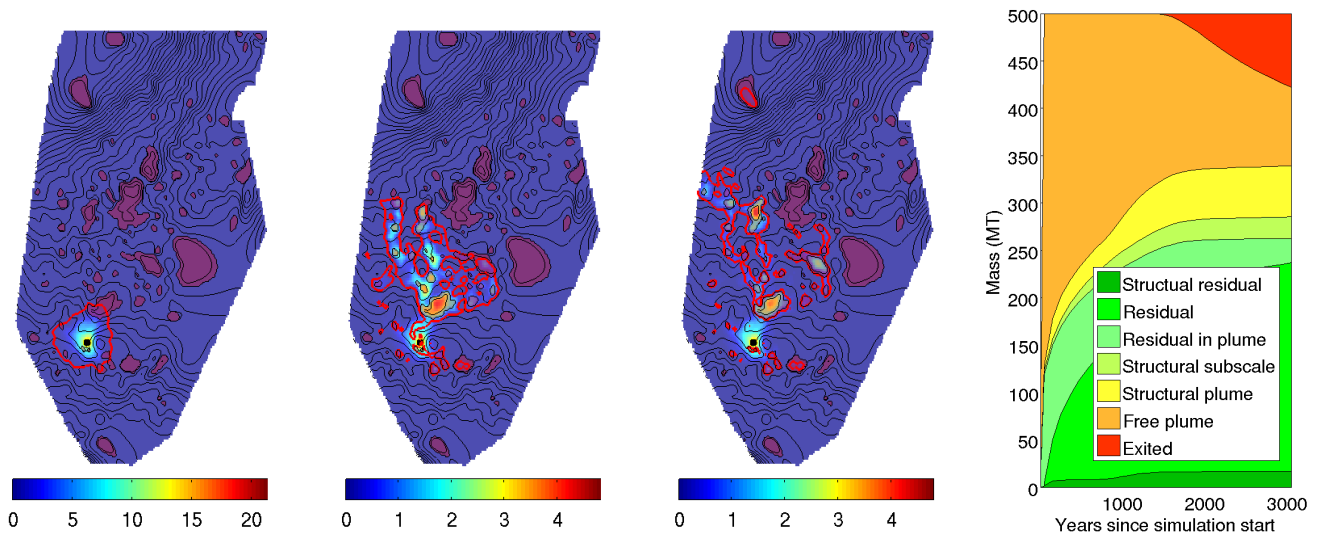 0 5 10 15 20
0 1 2 3 4
0 1 2 3 4
Mass (MT)
500
450
400
350
300
250
200
150
100
50
0
Structual residual
Residual
Residual in plume
Structural subscale
Structural plume
Free plume
Exited
1000 2000 3000
Years since simulation start